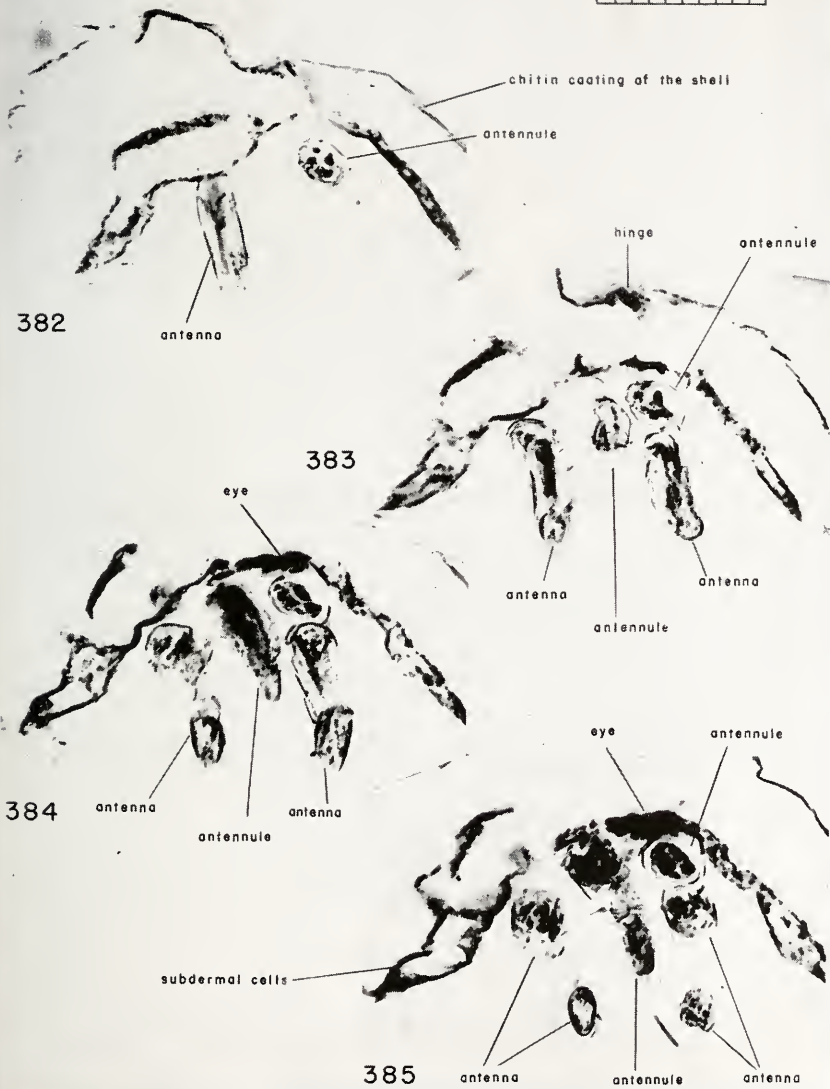 chitin coating of the shell
antennule
antenna
382
hinge
antennule
383
antenna
antenna
antennule
eye
384
antenna
antennule
antenna
eye
antennule
subdermal cells
385
antenna
antennule
antenna